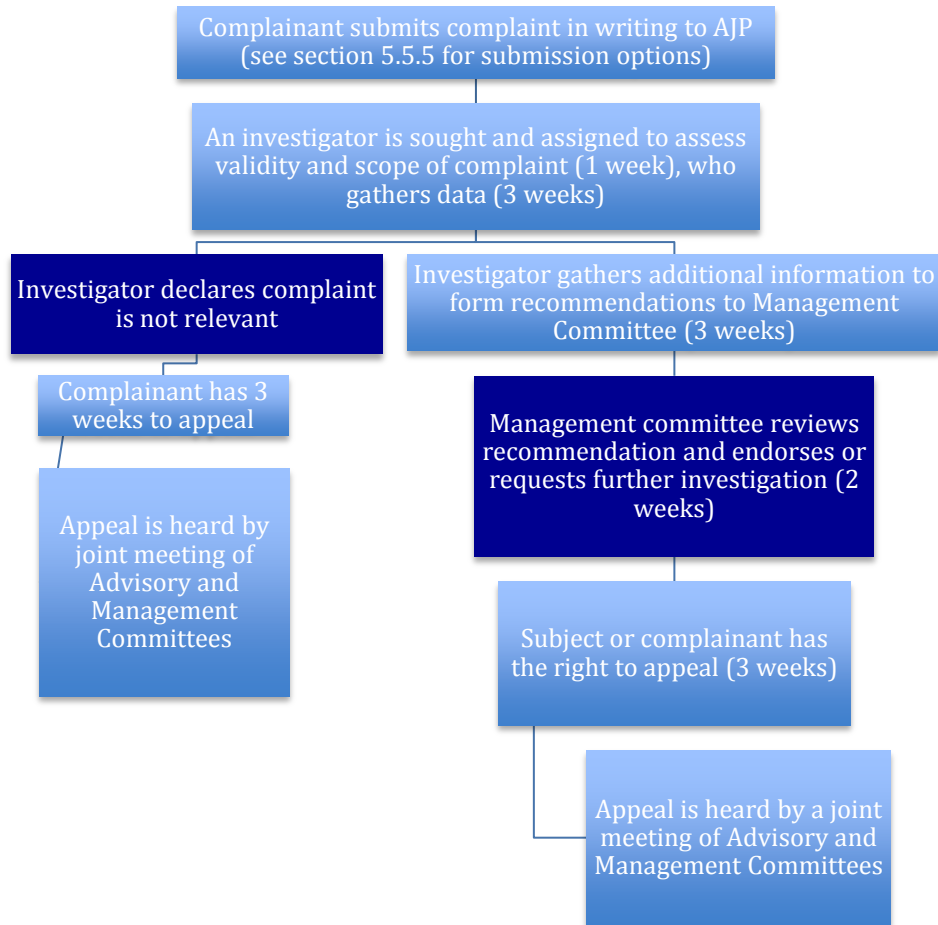 Complainant submits complaint in writing to AJP
(see section 5.5.5 for submission options)
An investigator is sought and assigned to assess
validity and scope of complaint (1 week), who
gathers data (3 weeks)
Investigator declares complaint
is not relevant
Complainant has 3
weeks to appeal
Appeal is heard by
joint meeting of
Advisory and
Management
Committees
Investigator gathers additional information to
form recommendations to Management
Committee (3 weeks)
Management committee reviews
recommendation and endorses or
requests further investigation (2
weeks)
Subject or complainant has
the right to appeal (3 weeks)
Appeal is heard by a joint
meeting of Advisory and
Management Committees